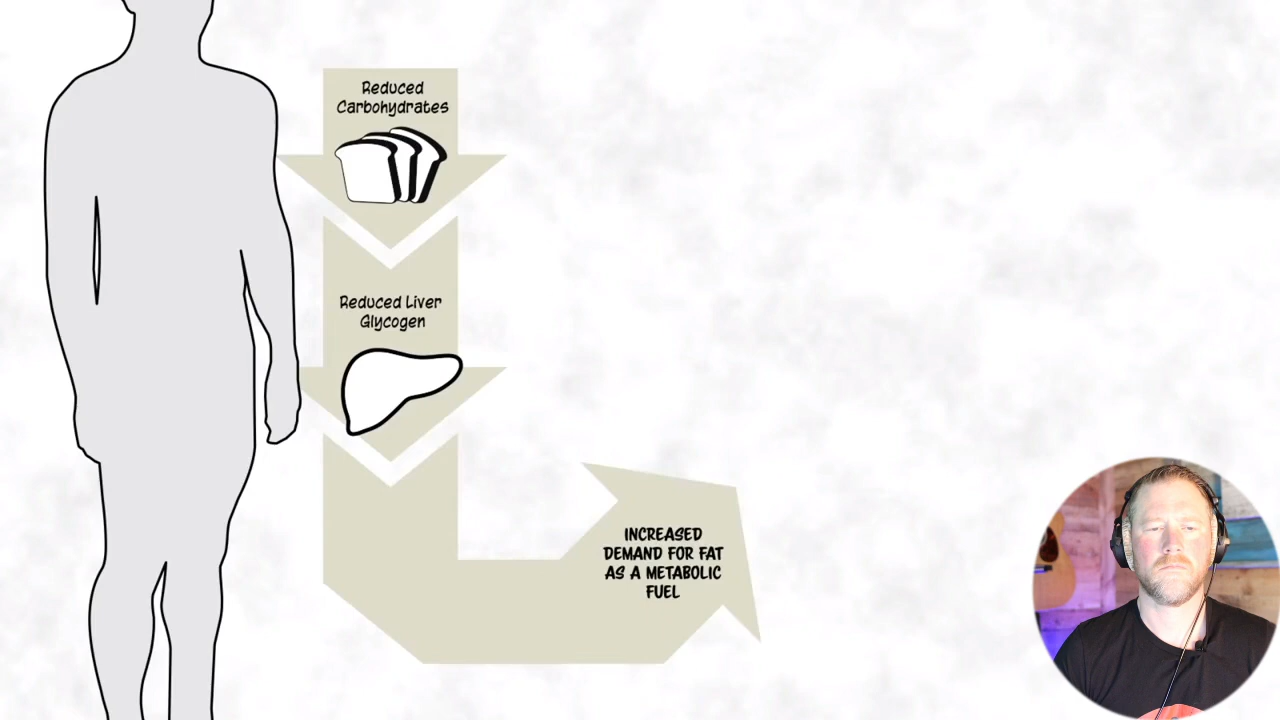 Reduced
Carbohydrates
Reduced Liver
Glycogen
INCREASED
DEMAND FOR FAT
AS A METABOLIC
FUEL